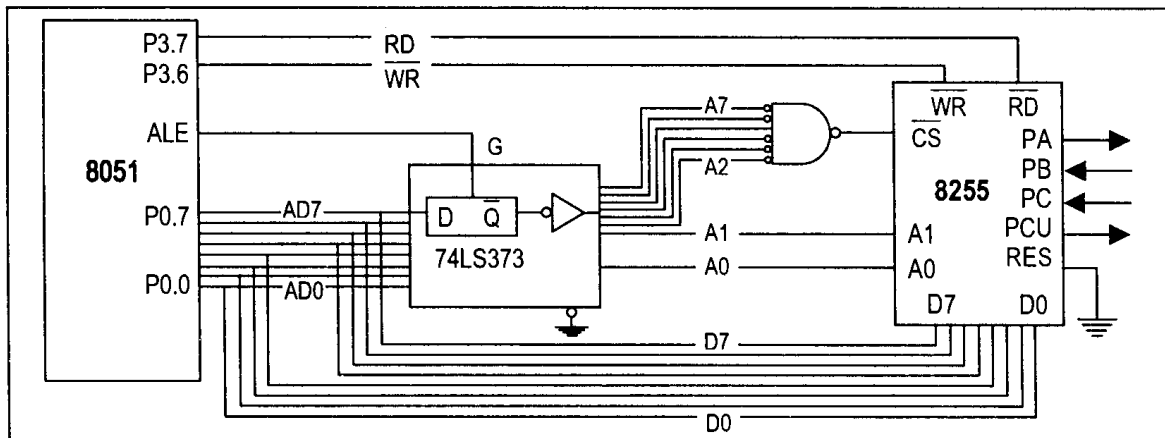 P3.7
RD
P3.6
WR
A7
WR
RD
ALE
CS
PA
G
A2
8051
8255
PB
P0.7
AD7
D
Q
PC
A1
A1
PCU
74LS373
P0.0
AD0
A0
A0
RES
D7
D0
D7
D0